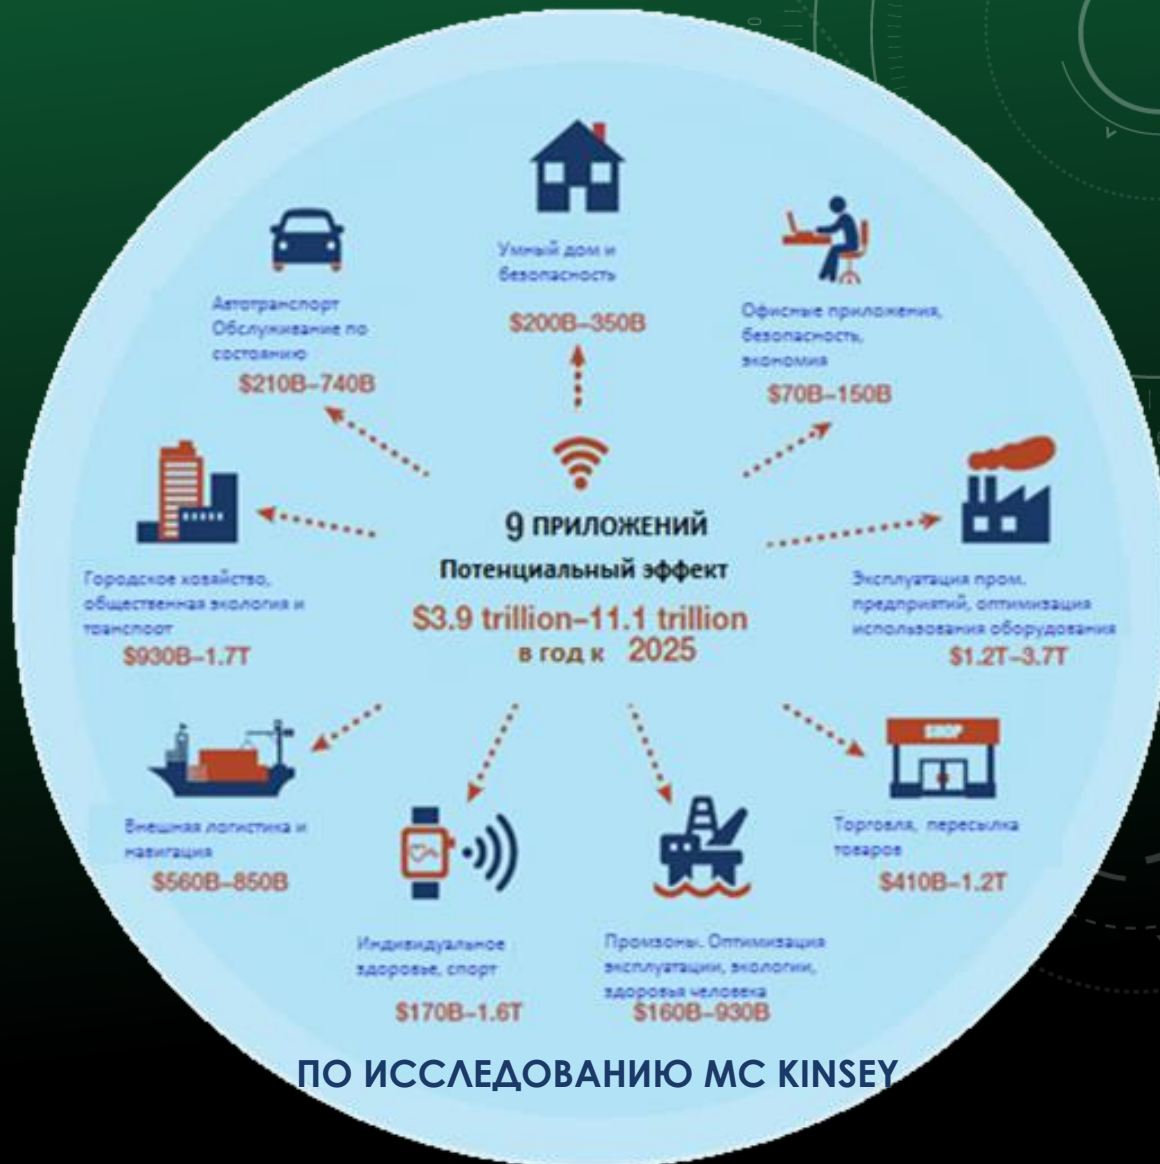 Умный дом и
безопасность
$200B–350B
Автотранспорт
Обслуживание по
состоянию
$210B–740B
Офисные приложения,
безопасность,
экономия
$70B–150B
9 ПРИЛОЖЕНИЙ
Потенциальный эффект
$3.9 trillion–11.1 trillion
в год к 2025
Городское хозяйство,
общественная экология и
транспорт
$930B–1.7T
Эксплуатация пром.
предприятий, оптимизация
использования оборудования
$1.2T–3.7T
Внешняя логистика и
навигация
$560B–850B
SHOP
Торговля, пересылка
товаров
$410B–1.2T
Индивидуальное
здоровье, спорт
$170B–1.6T
Промзоны. Оптимизация
эксплуатации, экологии,
здоровья человека
$160B–930B
ПО ИССЛЕДОВАНИЮ MC KINSEY